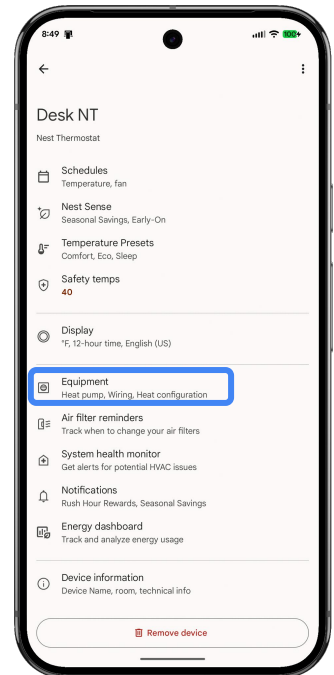 8:49
100
Desk NT
Nest Thermostat
Schedules
Temperature, fan
Nest Sense
Seasonal Savings, Early-On
Temperature Presets
Comfort, Eco, Sleep
Safety temps
40
Display
°F, 12-hour time, English (US)
Equipment
Heat pump, Wiring, Heat configuration
Air filter reminders
Track when to change your air filters
System health monitor
Get alerts for potential HVAC issues
Notifications
Rush Hour Rewards, Seasonal Savings
Energy dashboard
Track and analyze energy usage
Device information
Device Name, room, technical info
Remove device